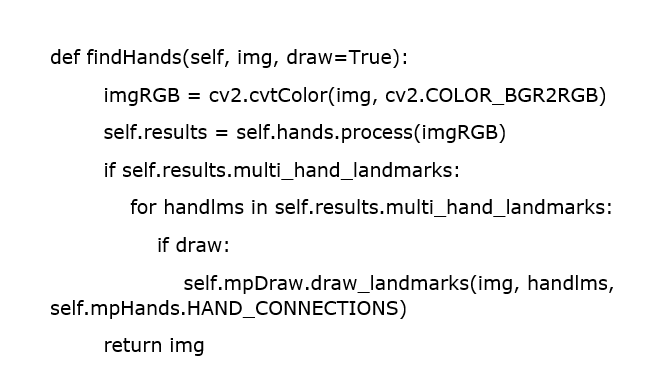 def findHands(self, img, draw=True):
imgRGB = cv2.cvtColor(img, cv2.COLOR_BGR2RGB)
self.results = self.hands.process(imgRGB)
if self.results.multi_hand_landmarks:
for handlms in self.results.multi_hand_landmarks:
if draw:
self.mpDraw.draw_landmarks(img, handlms,
self.mpHands.HAND_CONNECTIONS)
return img